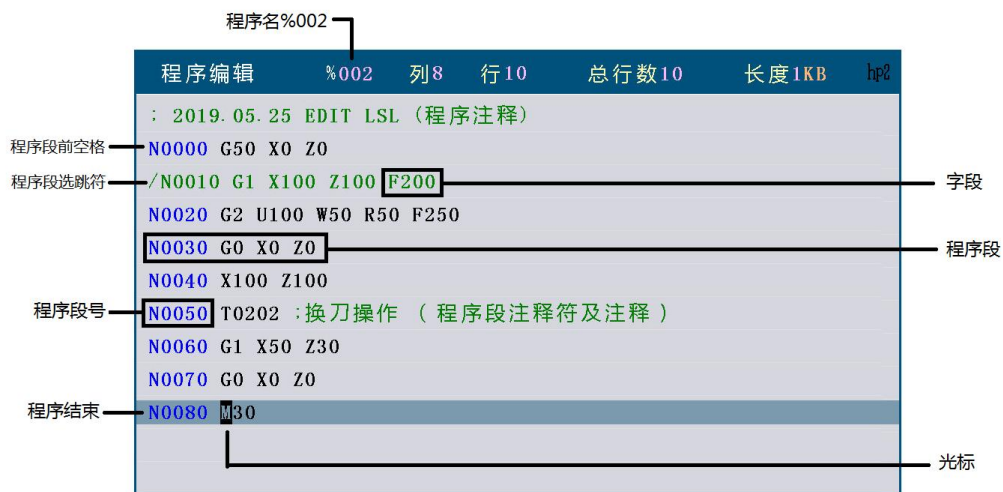 程序名%002
程序编辑 %002 列8 行10 总行数10 长度1KB hp2
; 2019.05.25 EDIT LSL (程序注释)
程序段前空格 N0000 G50 X0 Z0
程序段选跳符 /N0010 G1 X100 Z100 F200 字段
N0020 G2 U100 W50 R50 F250
N0030 G0 X0 Z0 程序段
N0040 X100 Z100
程序段号 N0050 T0202 ;换刀操作 (程序段注释符及注释)
N0060 G1 X50 Z30
N0070 G0 X0 Z0
程序结束 N0080 M30
光标